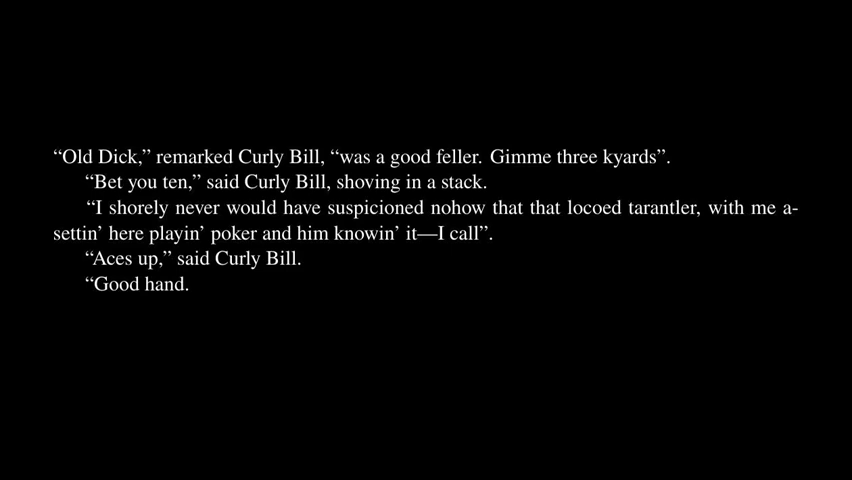 “Old Dick,” remarked Curly Bill, “was a good feller. Gimme three kyards”.
“Bet you ten,” said Curly Bill, shoving in a stack.
“I shorely never would have suspicioned nohow that that locoed tarantler, with me a-
settin’ here playin’ poker and him knowin’ it—I call”.
“Aces up,” said Curly Bill.
“Good hand.